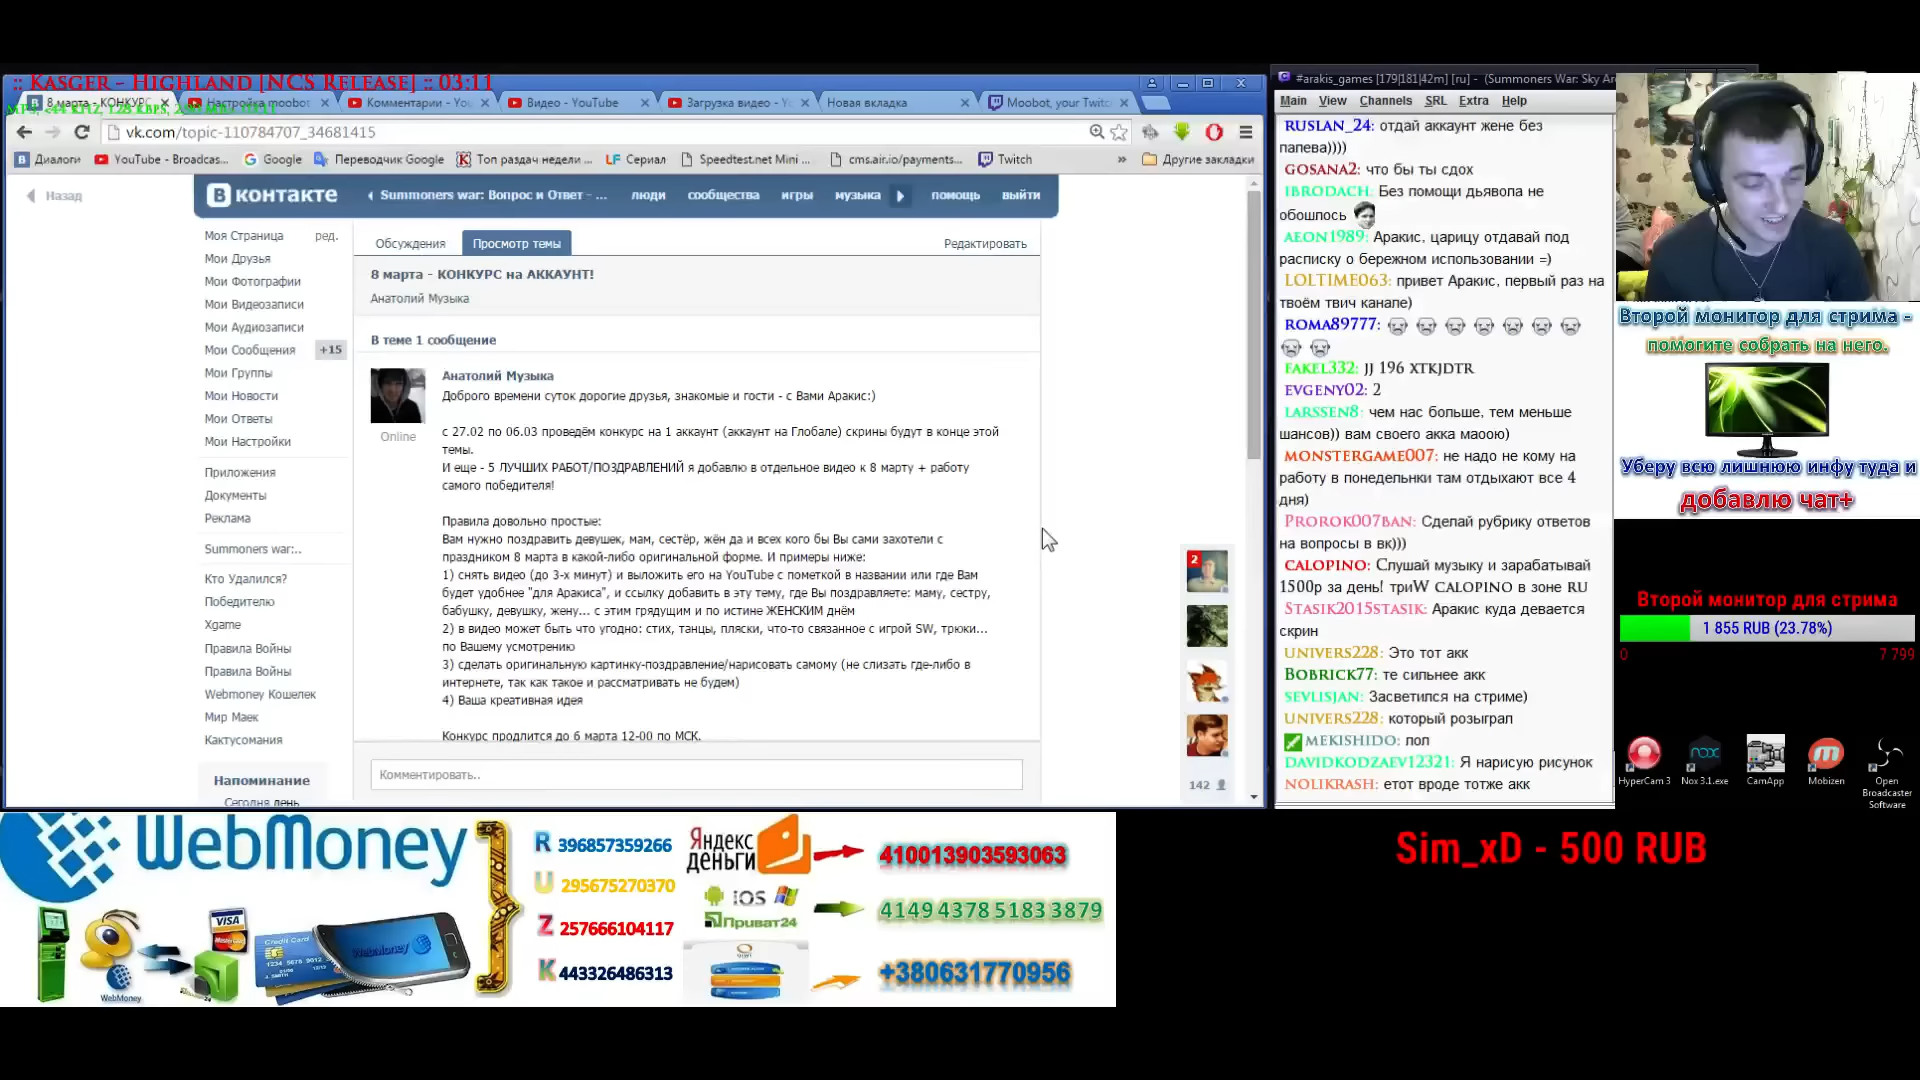 :: Kasger - Highland [NCS Release] :: 03:11
8 марта - КОНКУРС
Настройка moobot
Комментарии - You
Видео - YouTube
Загрузка видео - Yo
Новая вкладка
Moobot, your Twitc
vk.com/topic-110784707_34681415
Диалоги
YouTube - Broadcas...
Google
Переводчик Google
Топ раздач недели ...
Сериал
Speedtest.net Mini ...
cms.air.io/payments...
Twitch
»
Другие закладки
Назад
В контакте
Summoners war: Вопрос и Ответ - ...
люди
сообщества
игры
музыка
помощь
выйти
Моя Страница ред.
Мои Друзья
Мои Фотографии
Мои Видеозаписи
Мои Аудиозаписи
Мои Сообщения +15
Мои Группы
Мои Новости
Мои Ответы
Мои Настройки
Приложения
Документы
Реклама
Summoners war:..
Кто Удалился?
Победителю
Xgame
Правила Войны
Правила Войны
Webmoney Кошелек
Мир Маек
Кактусомания
Напоминание
Сегодня день
Обсуждения
Просмотр темы
Редактировать
8 марта - КОНКУРС на АККАУНТ!
Анатолий Музыка
В теме 1 сообщение
Анатолий Музыка
Online
Доброго времени суток дорогие друзья, знакомые и гости - с Вами Аракис:)
с 27.02 по 06.03 проведём конкурс на 1 аккаунт (аккаунт на Глобале) скрины будут в конце этой
темы.
И еще - 5 ЛУЧШИХ РАБОТ/ПОЗДРАВЛЕНИЙ я добавлю в отдельное видео к 8 марту + работу
самого победителя!
Правила довольно простые:
Вам нужно поздравить девушек, мам, сестёр, жён да и всех кого бы Вы сами захотели с
праздником 8 марта в какой-либо оригинальной форме. И примеры ниже:
1) снять видео (до 3-х минут) и выложить его на YouTube с пометкой в названии или где Вам
будет удобнее "для Аракиса", и ссылку добавить в эту тему, где Вы поздравляете: маму, сестру,
бабушку, девушку, жену... с этим грядущим и по истине ЖЕНСКИМ днём
2) в видео может быть что угодно: стих, танцы, пляски, что-то связанное с игрой SW, трюки...
по Вашему усмотрению
3) сделать оригинальную картинку-поздравление/нарисовать самому (не слизать где-либо в
интернете, так как такое и рассматривать не будем)
4) Ваша креативная идея
Конкурс продлится до 6 марта 12-00 по МСК.
Комментировать..
2
142
#arakis_games [179|181|42m] [ru] - (Summoners War: Sky Are
Main View Channels SRL Extra Help
RUSLAN_24: отдай аккаунт жене без
папева))))
GOSANA2: что бы ты сдох
IBRODACH: Без помощи дьявола не
обошлось
AEON1989: Аракис, царицу отдавай под
расписку о бережном использовании =)
LOLTIME063: привет Аракис, первый раз на
твоём твич канале)
ROMA89777:
FAKEL332: JJ 196 XTKJDTR
EVGENY02: 2
LARSSEN8: чем нас больше, тем меньше
шансов)) вам своего акка маоою)
MONSTERGAME007: не надо не кому на
работу в понедельнки там отдыхают все 4
дня)
PROROK007BAN: Сделай рубрику ответов
на вопросы в вк)))
CALOPINO: Слушай музыку и зарабатывай
1500р за день! триW CALOPINO в зоне RU
STASIK2015STASIK: Аракис куда девается
скрин
UNIVERS228: Это тот акк
BOBRICK77: те сильнее акк
SEVLISJAN: Засветился на стриме)
UNIVERS228: который розыграл
MEKISHIDO: поп
DAVIDKODZAEV12321: Я нарисую рисунок
NOLIKRASH: етот вроде тотже акк
Второй монитор для стрима -
помогите собрать на него.
Уберу всю лишнюю инфу туда и
добавлю чат+
Второй монитор для стрима
1 855 RUB (23.78%)
0
7 799
HyperCam 3
Nox 3.1.exe
CamApp
Mobizen
Open
Broadcaster
Software
Sim_xD - 500 RUB
WebMoney
VISA
MasterCard
Credit Card
WebMoney
WebMoney
R 396857359266
U 295675270370
Z 257666104117
K 443326486313
Яндекс
деньги
iOS
Приват24
410013903593063
4149 4378 5183 3879
+380631770956